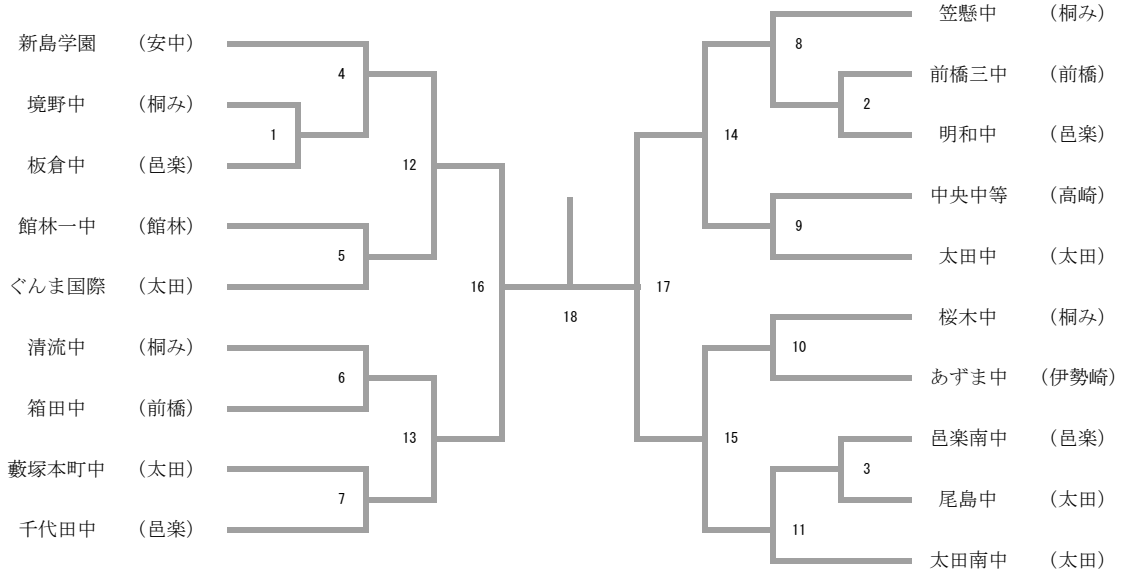 笠懸中 （桐み）
新島学園 （安中）
8
4
前橋三中 （前橋）
境野中 （桐み）
2
1
14
明和中 （邑楽）
板倉中 （邑楽）
12
中央中等 （高崎）
館林一中 （館林）
9
5
太田中 （太田）
ぐんま国際 （太田）
16
17
18
桜木中 （桐み）
清流中 （桐み）
10
6
あずま中 （伊勢崎）
箱田中 （前橋）
13
15
邑楽南中 （邑楽）
藪塚本町中 （太田）
3
7
尾島中 （太田）
千代田中 （邑楽）
11
太田南中 （太田）